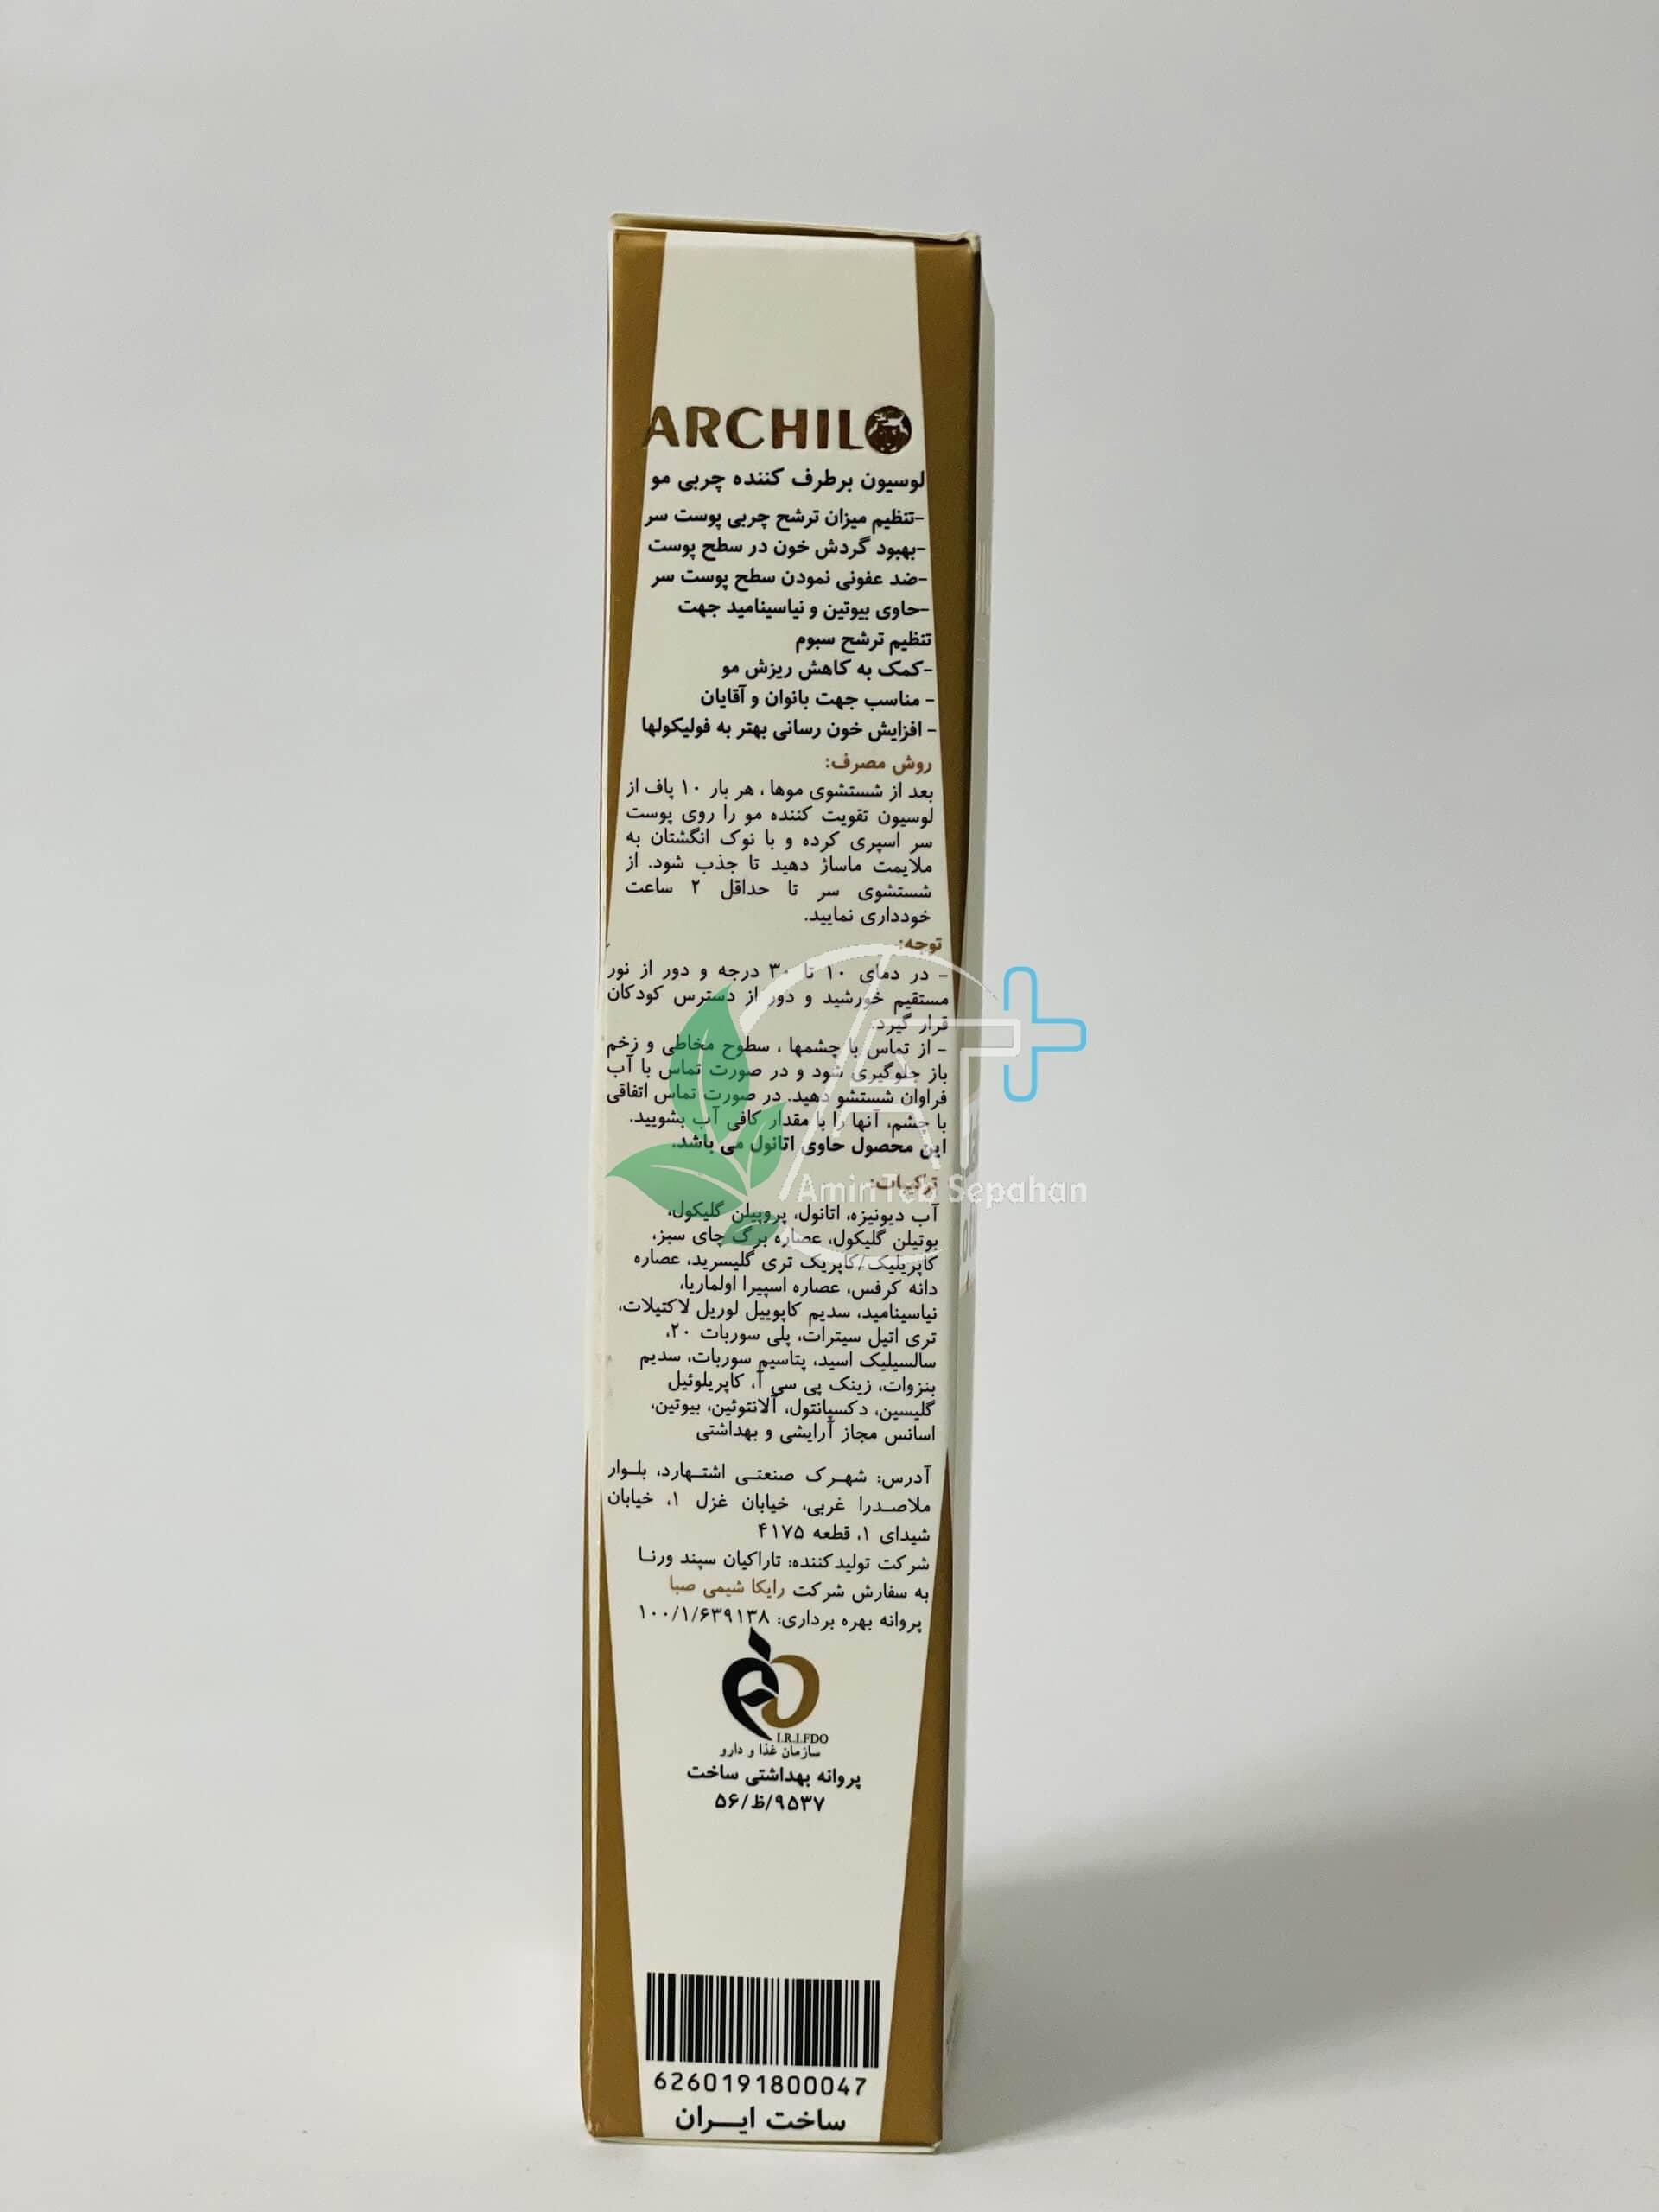 ARCHILO
لوسیون برطرف کننده چربی مو
-تنظیم میزان ترشح چربی پوست سر
-بهبود گردش خون در سطح پوست
-ضد عفونی نمودن سطح پوست سر
-حاوی بیوتین و نیاسینامید جهت
تنظیم ترشح سبوم
-کمک به کاهش ریزش مو
- مناسب جهت بانوان و آقایان
- افزایش خون رسانی بهتر به فولیکولها
روش مصرف:
بعد از شستشوی موها ، هر بار ۱۰ پاف از
لوسیون تقویت کننده مو را روی پوست
سر اسپری کرده و با نوک انگشتان به
ملایمت ماساژ دهید تا جذب شود. از
شستشوی سر تا حداقل ۲ ساعت
خودداری نمایید.
توجه:
- در دمای ۱۰ تا ۳۰ درجه و دور از نور
مستقیم خورشید و دور از دسترس کودکان
قرار گیرد.
- از تماس با چشمها ، سطوح مخاطی و زخم
باز جلوگیری شود و در صورت تماس با آب
فراوان شستشو دهید. در صورت تماس اتفاقی
با چشم، آنها را با مقدار کافی آب بشویید.
این محصول حاوی اتانول می باشد.
ترکیبات:
Amin Teb Sepahan
آب دیونیزه، اتانول، پروپیلن گلیکول،
بوتیلن گلیکول، عصاره برگ چای سبز،
کاپریلیک/کاپریک تری گلیسرید، عصاره
دانه کرفس، عصاره اسپیرا اولماریا،
نیاسینامید، سدیم کاپوییل لوریل لاکتیلات،
تری اتیل سیترات، پلی سوربات ۲۰،
سالسیلیک اسید، پتاسیم سوربات، سدیم
بنزوات، زینک پی سی آ، کاپریلوئیل
گلیسین، دکسپانتول، آلانتوئین، بیوتین،
اسانس مجاز آرایشی و بهداشتی
آدرس: شهرک صنعتی اشتهارد، بلوار
ملاصدرا غربی، خیابان غزل ۱، خیابان
شیدای ۱، قطعه ۴۱۷۵
شرکت تولیدکننده: تاراکیان سپند ورنا
به سفارش شرکت رایکا شیمی صبا
پروانه بهره برداری: ۱۰۰/۱/۶۳۹۱۳۸
I.R.I.FDO
سازمان غذا و دارو
پروانه بهداشتی ساخت
۵۶/ظ/۹۵۳۷
6260191800047
ساخت ایران